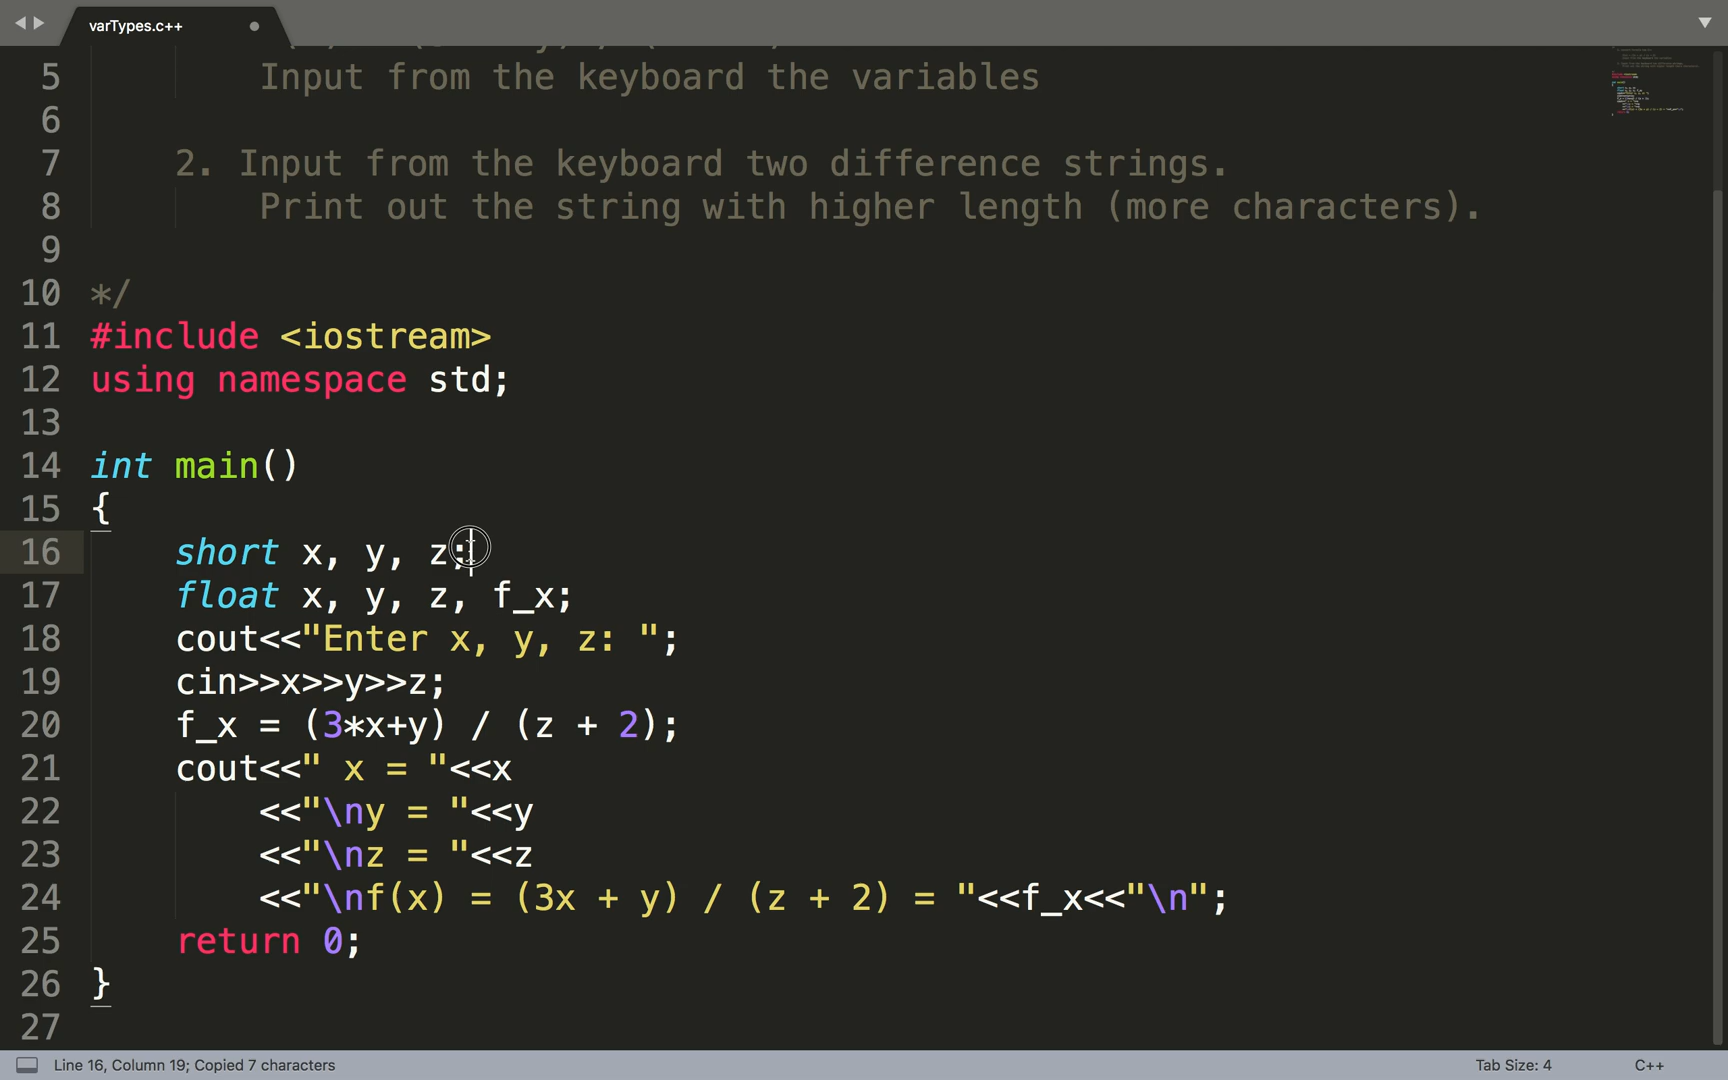 varTypes.c++
5 Input from the keyboard the variables
6
7 2. Input from the keyboard two difference strings.
8 Print out the string with higher length (more characters).
9
10 */
11 #include <iostream>
12 using namespace std;
13
14 int main()
15 {
16 short x, y, z;
17 float x, y, z, f_x;
18 cout<<"Enter x, y, z: ";
19 cin>>x>>y>>z;
20 f_x = (3*x+y) / (z + 2);
21 cout<<" x = "<<x
22 <<"\ny = "<<y
23 <<"\nz = "<<z
24 <<"\nf(x) = (3x + y) / (z + 2) = "<<f_x<<"\n";
25 return 0;
26 }
27
Line 16, Column 19; Copied 7 characters Tab Size: 4 C++